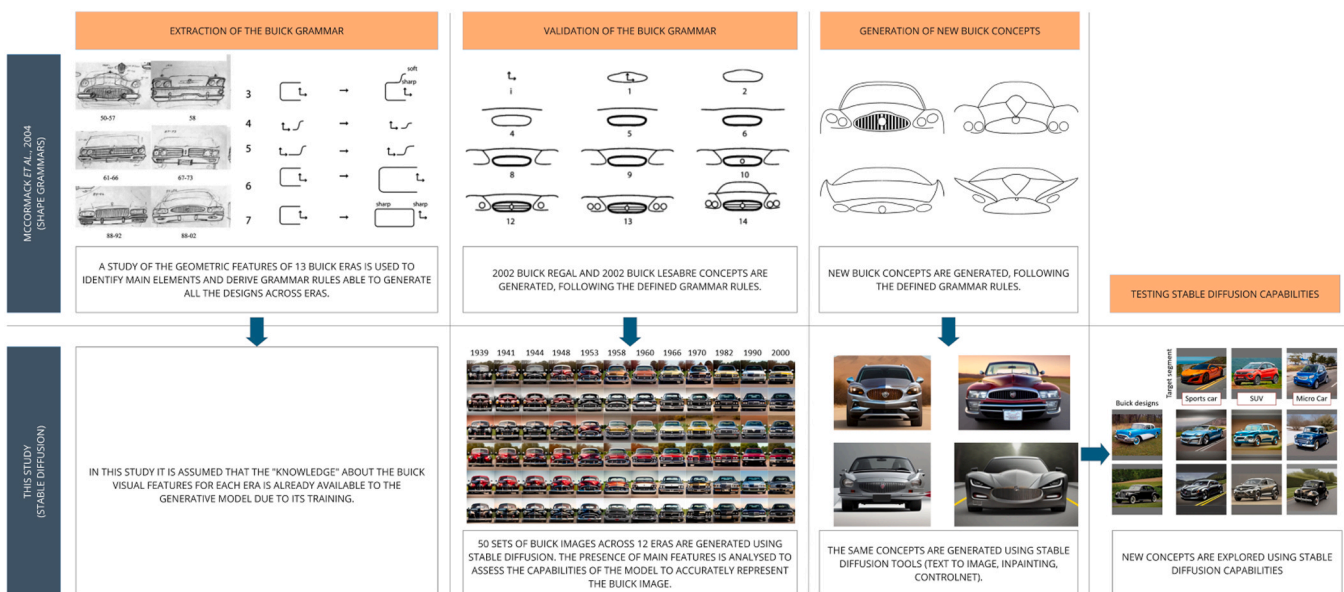 EXTRACTION OF THE BUICK GRAMMAR
VALIDATION OF THE BUICK GRAMMAR
GENERATION OF NEW BUICK CONCEPTS
MCCORMACK ET AL., 2004
(SHAPE GRAMMARS)
50-57
58
61-66
67-73
88-92
88-02
3
soft
sharp
4
5
6
7
sharp
sharp
i
1
2
4
5
6
8
9
10
12
13
14
A STUDY OF THE GEOMETRIC FEATURES OF 13 BUICK ERAS IS USED TO
IDENTIFY MAIN ELEMENTS AND DERIVE GRAMMAR RULES ABLE TO GENERATE
ALL THE DESIGNS ACROSS ERAS.
2002 BUICK REGAL AND 2002 BUICK LESABRE CONCEPTS ARE
GENERATED, FOLLOWING THE DEFINED GRAMMAR RULES.
NEW BUICK CONCEPTS ARE GENERATED, FOLLOWING
THE DEFINED GRAMMAR RULES.
TESTING STABLE DIFFUSION CAPABILITIES
THIS STUDY
(STABLE DIFFUSION)
IN THIS STUDY IT IS ASSUMED THAT THE "KNOWLEDGE" ABOUT THE BUICK
VISUAL FEATURES FOR EACH ERA IS ALREADY AVAILABLE TO THE
GENERATIVE MODEL DUE TO ITS TRAINING.
1939 1941 1944 1948 1953 1958 1960 1966 1970 1982 1990 2000
50 SETS OF BUICK IMAGES ACROSS 12 ERAS ARE GENERATED USING
STABLE DIFFUSION. THE PRESENCE OF MAIN FEATURES IS ANALYSED TO
ASSESS THE CAPABILITIES OF THE MODEL TO ACCURATELY REPRESENT
THE BUICK IMAGE.
THE SAME CONCEPTS ARE GENERATED USING STABLE
DIFFUSION TOOLS (TEXT TO IMAGE, INPAINTING,
CONTROLNET).
Target segment
Buick designs
Sports car
SUV
Micro Car
NEW CONCEPTS ARE EXPLORED USING STABLE
DIFFUSION CAPABILITIES